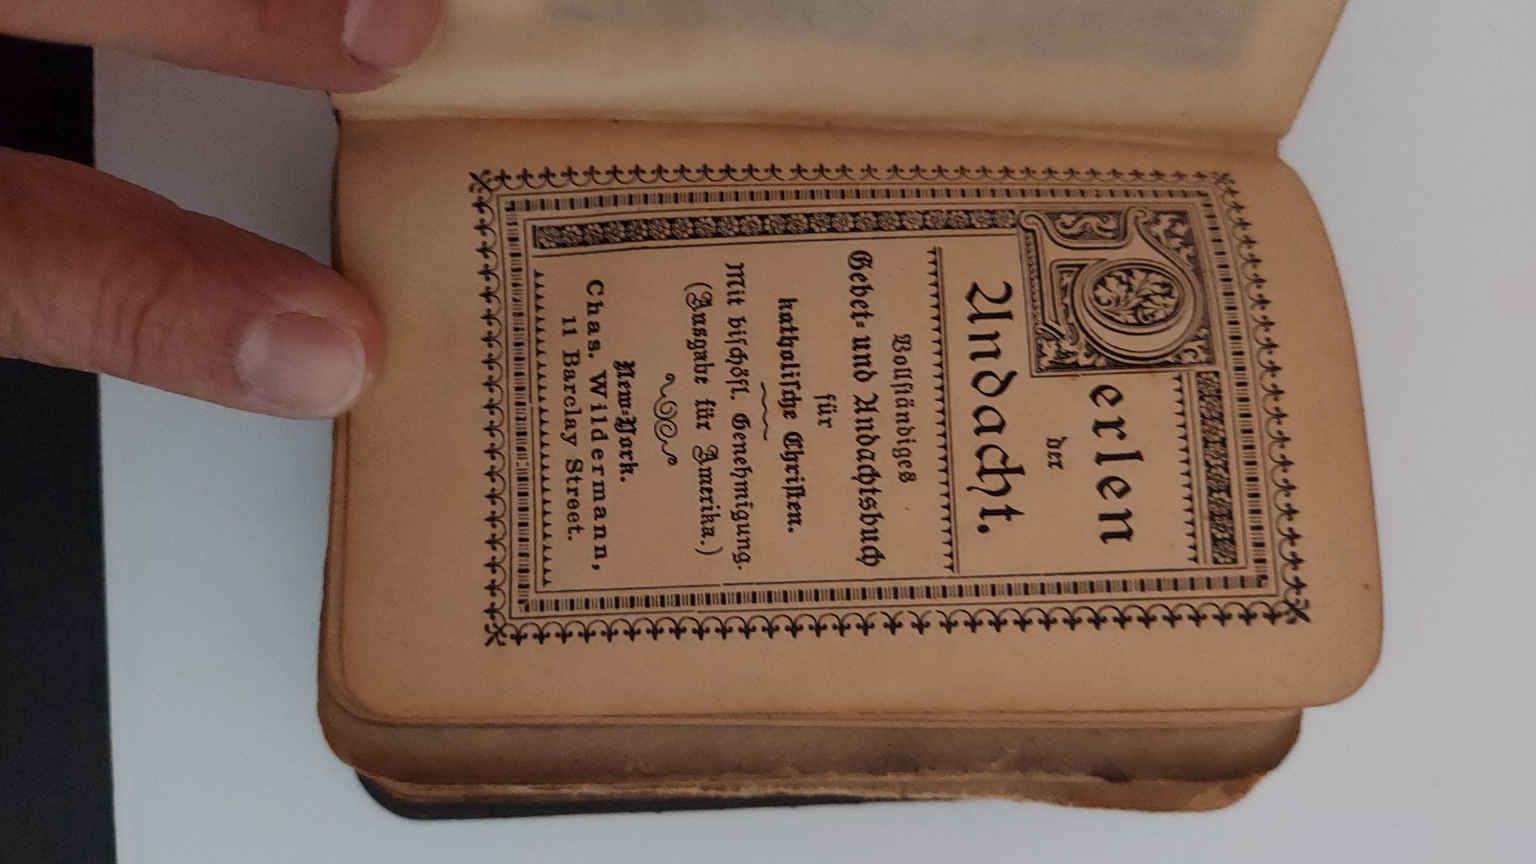 Perlen
der
Andacht.
Vollständiges
Gebet- und Andachtsbuch
für
katholische Christen.
Mit bischöfl. Genehmigung.
(Ausgabe für Amerika.)
New-York.
Chas. Wildermann,
11 Barclay Street.